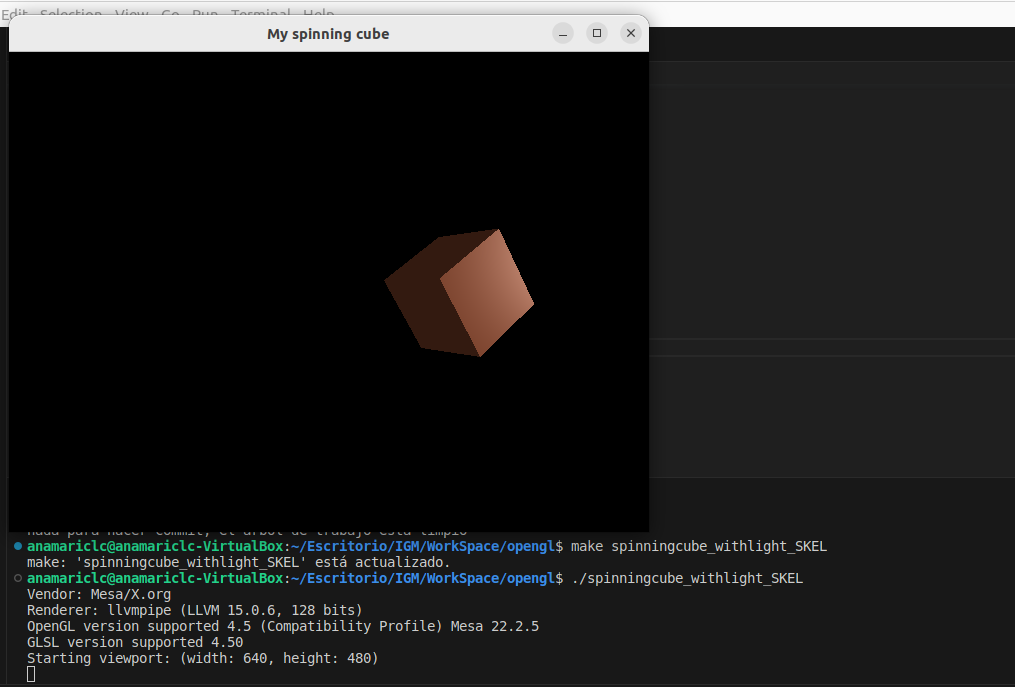 Edit Selection View Go Run Terminal Help
My spinning cube
nada para hacer commit, el árbol de trabajo está limpio
anamariclc@anamariclc-VirtualBox:~/Escritorio/IGM/WorkSpace/opengl$ make spinningcube_withlight_SKEL
make: 'spinningcube_withlight_SKEL' está actualizado.
anamariclc@anamariclc-VirtualBox:~/Escritorio/IGM/WorkSpace/opengl$ ./spinningcube_withlight_SKEL
Vendor: Mesa/X.org
Renderer: llvmpipe (LLVM 15.0.6, 128 bits)
OpenGL version supported 4.5 (Compatibility Profile) Mesa 22.2.5
GLSL version supported 4.50
Starting viewport: (width: 640, height: 480)